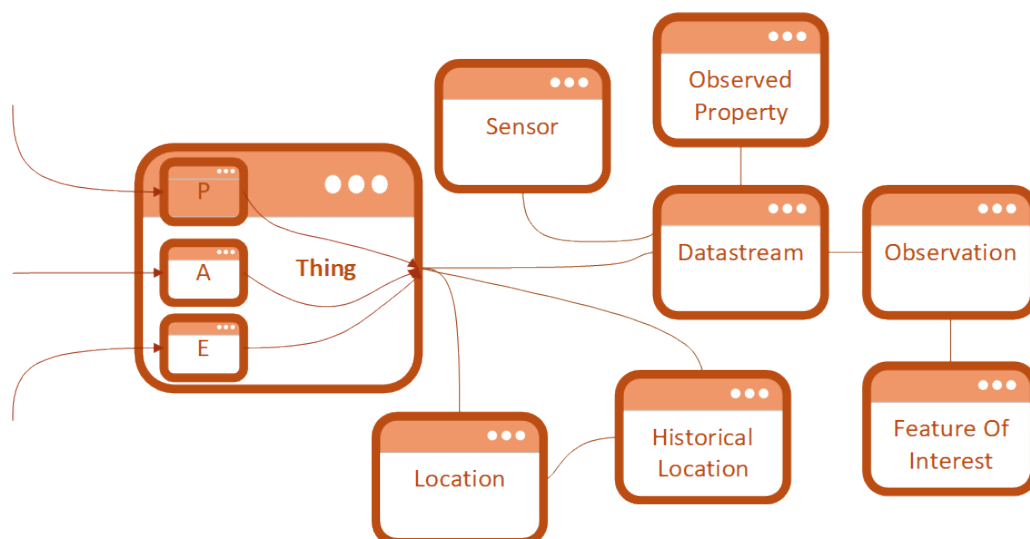 Observed
Property
Sensor
P
A
E
Thing
Datastream
Observation
Location
Historical
Location
Feature Of
Interest